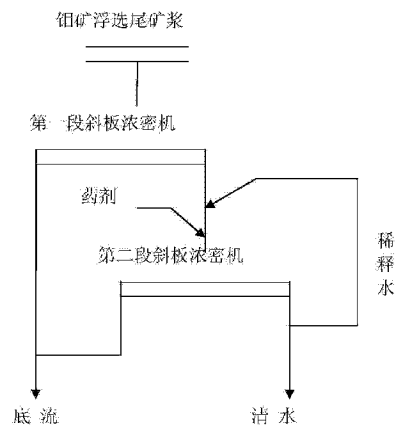 钼矿浮选尾矿浆
第一段斜板浓密机
药剂
第二段斜板浓密机
稀释水
底流
清水